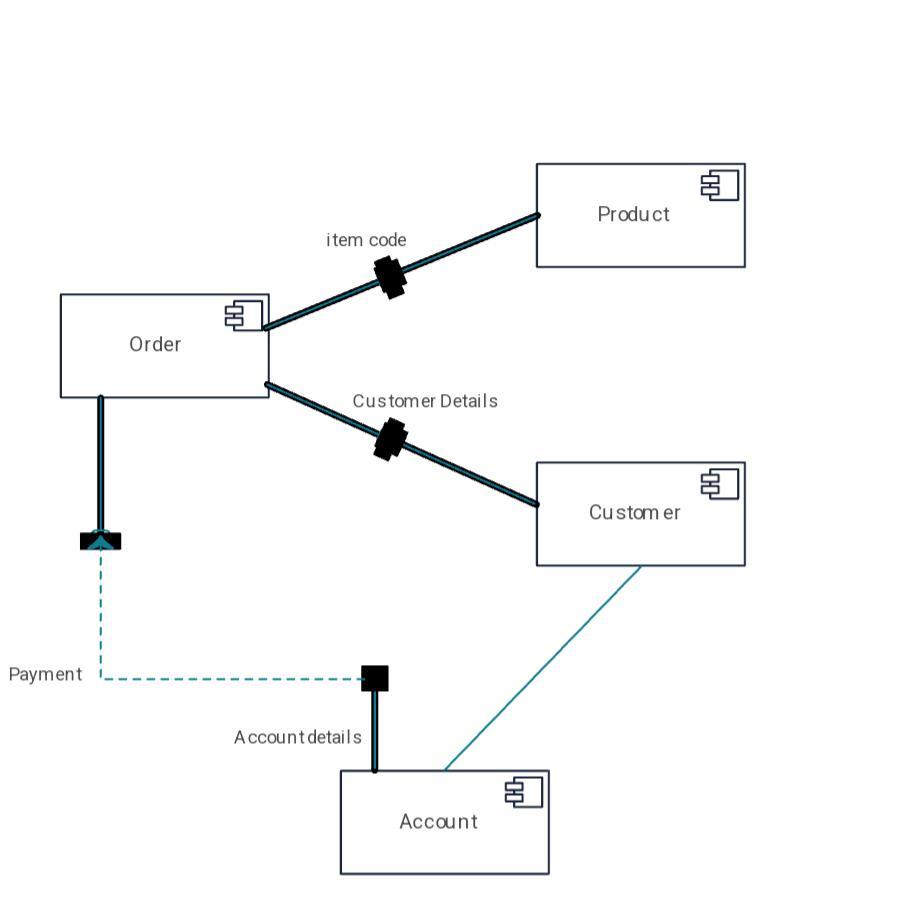 Product
item code
Order
Customer Details
Customer
Payment
Account details
Account